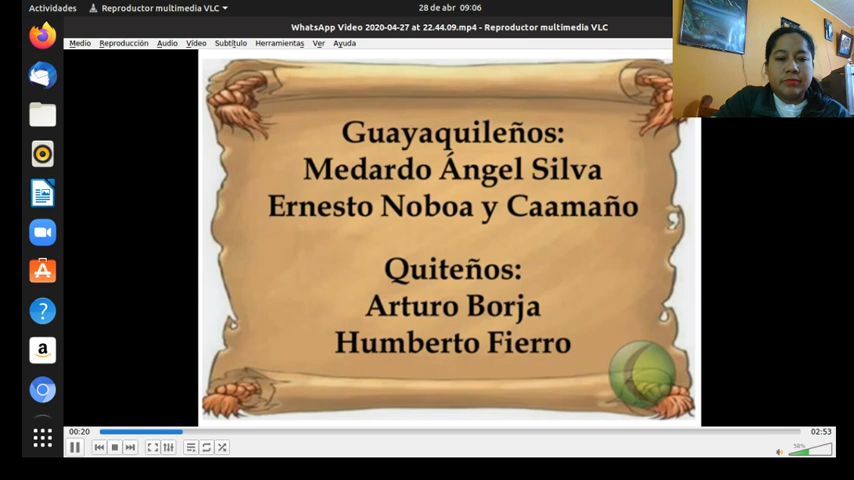 Actividades
Reproductor multimedia VLC
28 de abr 09:06
WhatsApp Video 2020-04-27 at 22.44.09.mp4 - Reproductor multimedia VLC
Medio Reproducción Audio Vídeo Subtítulo Herramientas Ver Ayuda
Guayaquileños:
Medardo Ángel Silva
Ernesto Noboa y Caamaño
Quiteños:
Arturo Borja
Humberto Fierro
00:20
02:53
58%